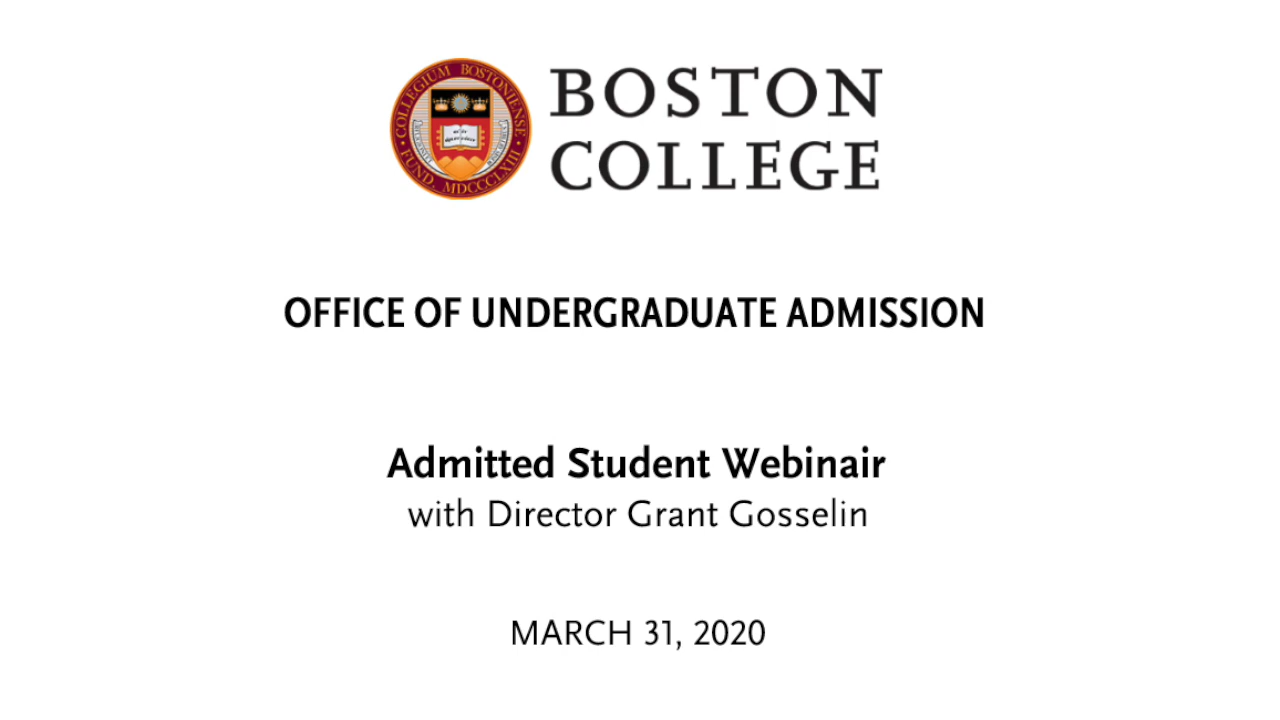 COLLEGIUM BOSTONIENSE
FUND. MDCCCLXIII
BOSTON
COLLEGE
OFFICE OF UNDERGRADUATE ADMISSION
Admitted Student Webinair
with Director Grant Gosselin
MARCH 31, 2020